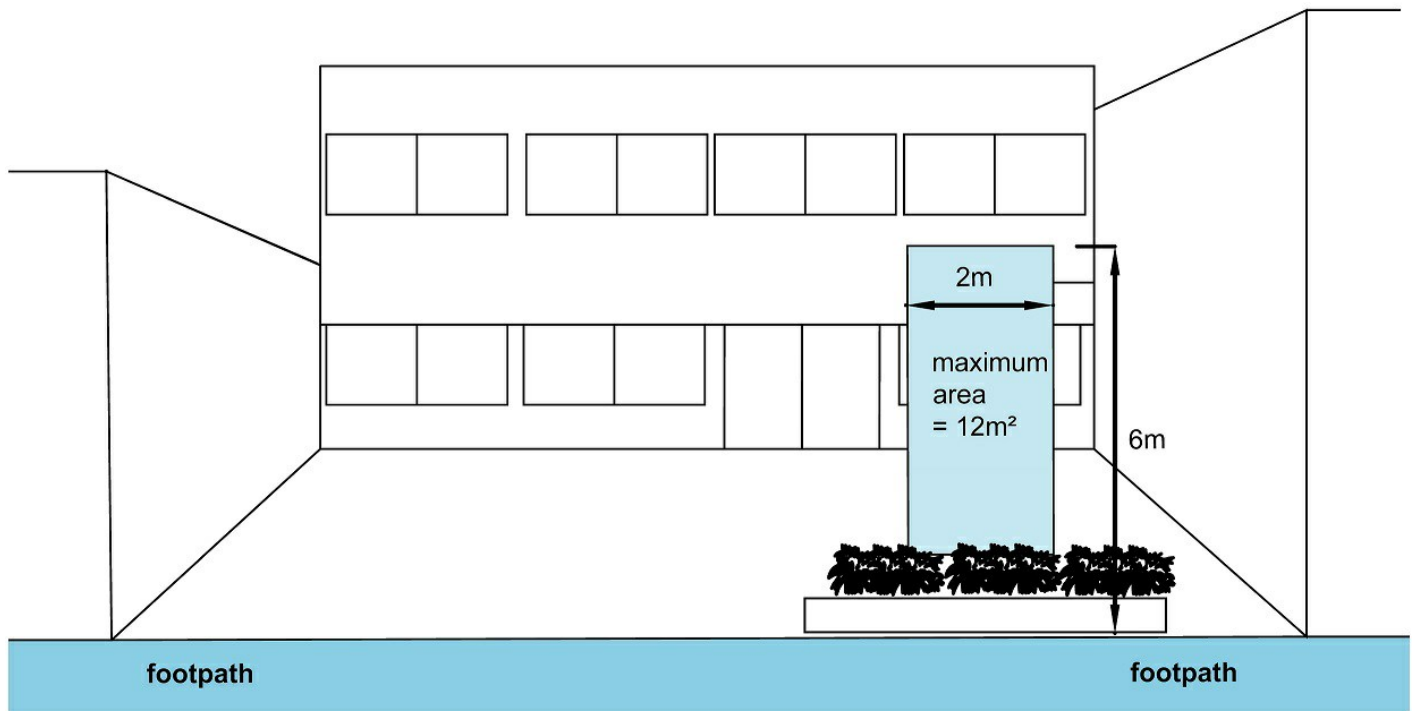 2m
maximum
area
= 12m²
6m
footpath
footpath